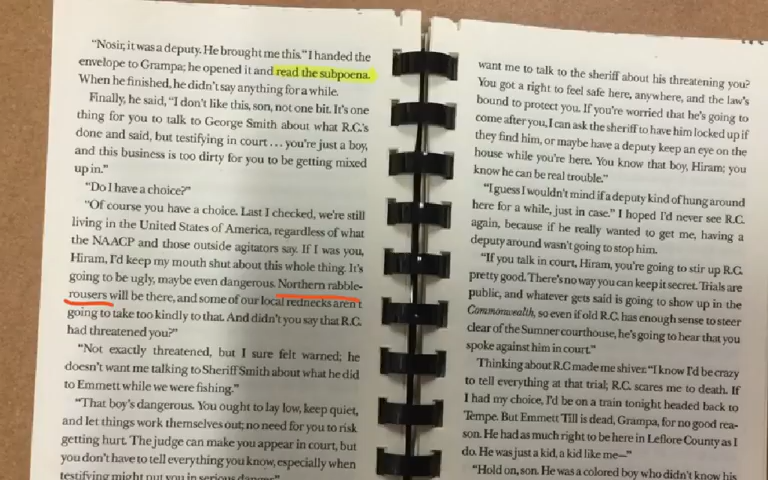 "Nosir, it was a deputy. He brought me this." I handed the
envelope to Grampa; he opened it and read the subpoena.
When he finished, he didn't say anything for a while.
Finally, he said, "I don't like this, son, not one bit. It's one
thing for you to talk to George Smith about what R.C.'s
done and said, but testifying in court . . . you're just a boy,
and this business is too dirty for you to be getting mixed
up in."
"Do I have a choice?"
"Of course you have a choice. Last I checked, we're still
living in the United States of America, regardless of what
the NAACP and those outside agitators say. If I was you,
Hiram, I'd keep my mouth shut about this whole thing. It's
going to be ugly, maybe even dangerous. Northern rabble-
rousers will be there, and some of our local rednecks aren't
going to take too kindly to that. And didn't you say that R.C.
had threatened you?"
"Not exactly threatened, but I sure felt warned; he
doesn't want me talking to Sheriff Smith about what he did
to Emmett while we were fishing."
"That boy's dangerous. You ought to lay low, keep quiet,
and let things work themselves out; no need for you to risk
getting hurt. The judge can make you appear in court, but
you don't have to tell everything you know, especially when
testifying might put you in serious danger."
want me to talk to the sheriff about his threatening you?
You got a right to feel safe here, anywhere, and the law's
bound to protect you. If you're worried that he's going to
come after you, I can ask the sheriff to have him locked up if
they find him, or maybe have a deputy keep an eye on the
house while you're here. You know that boy, Hiram; you
know he can be real trouble."
"I guess I wouldn't mind if a deputy kind of hung around
here for a while, just in case." I hoped I'd never see R.C.
again, because if he really wanted to get me, having a
deputy around wasn't going to stop him.
"If you talk in court, Hiram, you're going to stir up R.C.
pretty good. There's no way you can keep it secret. Trials are
public, and whatever gets said is going to show up in the
Commonwealth, so even if old R.C. has enough sense to steer
clear of the Sumner courthouse, he's going to hear that you
spoke against him in court."
Thinking about R.C. made me shiver. "I know I'd be crazy
to tell everything at that trial; R.C. scares me to death. If
I had my choice, I'd be on a train tonight headed back to
Tempe. But Emmett Till is dead, Grampa, for no good rea-
son. He had as much right to be here in Leflore County as I
do. He was just a kid, a kid like me—"
"Hold on, son. He was a colored boy who didn't know his